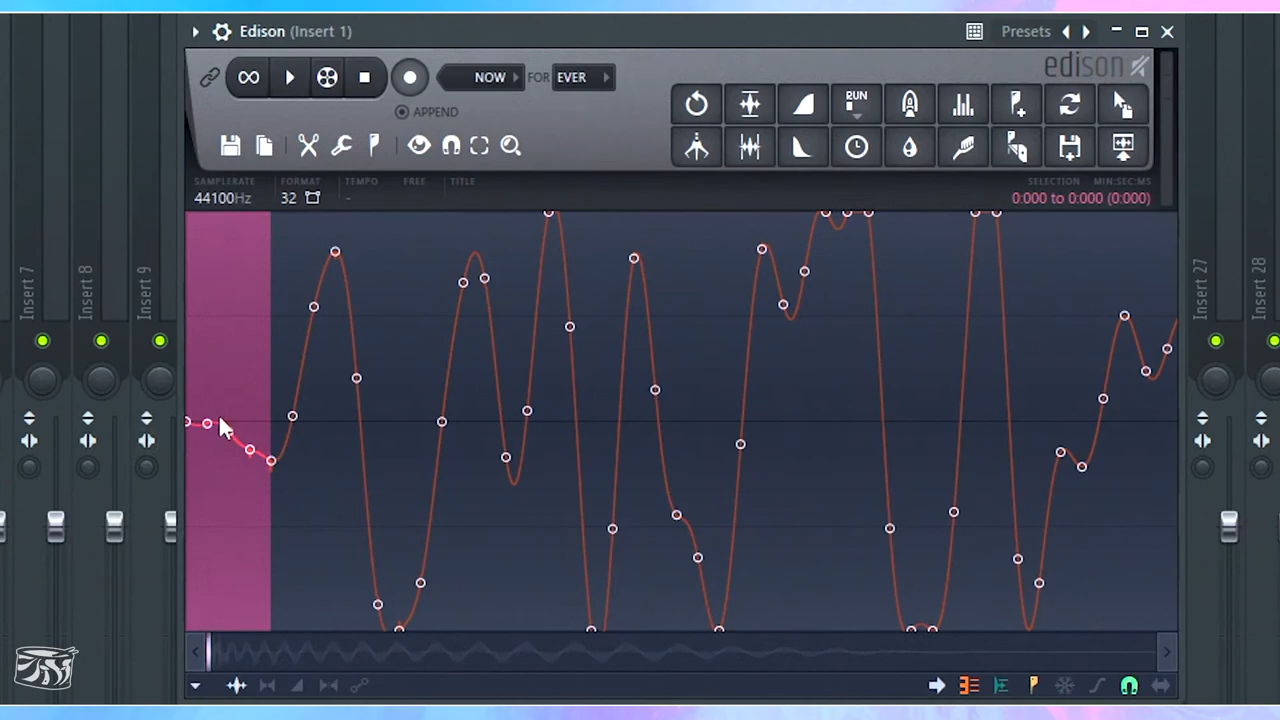 Edison (Insert 1)
Presets
edison
NOW
FOR
EVER
APPEND
RUN
SAMPLERATE
FORMAT
TEMPO
FREE
TITLE
SELECTION
MIN:SEC:MS
44100Hz
32
-
0:000 to 0:000 (0:000)
Insert 7
Insert 8
Insert 9
Insert 27
Insert 28